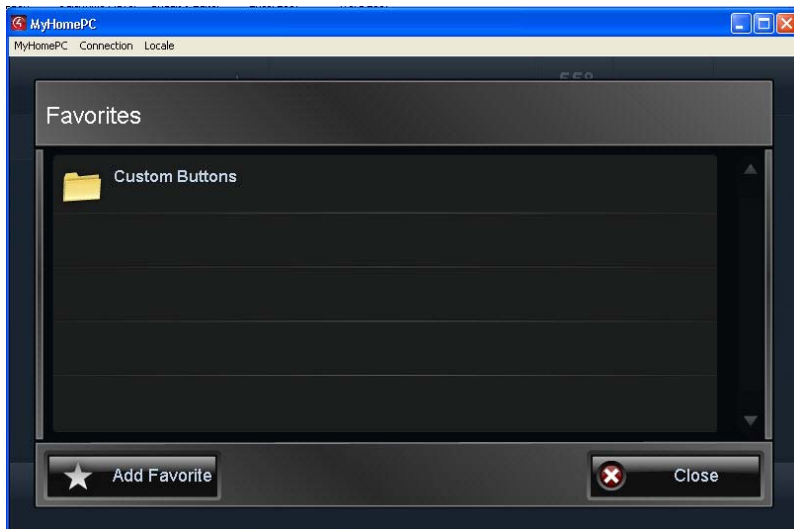 MyHomePC
MyHomePC Connection Locale
Favorites
Custom Buttons
Add Favorite
Close